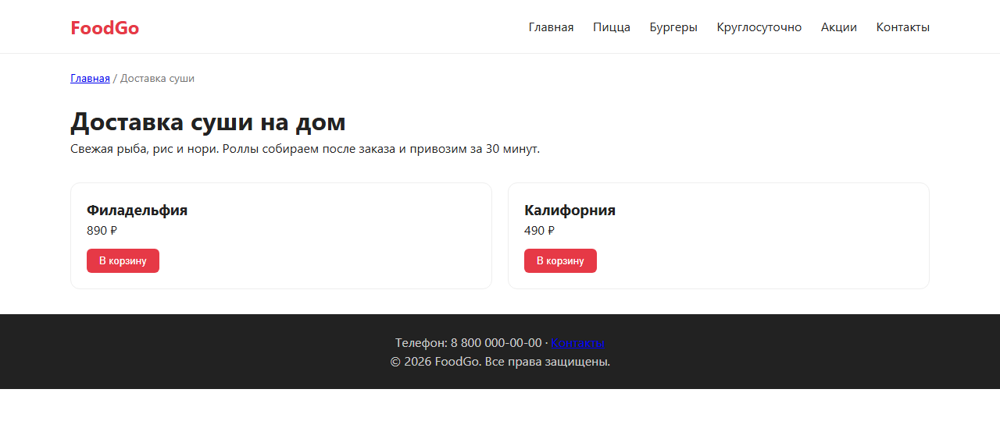 FoodGo
Главная Пицца Бургеры Круглосуточно Акции Контакты
Главная / Доставка суши
Доставка суши на дом
Свежая рыба, рис и нори. Роллы собираем после заказа и привозим за 30 минут.
Филадельфия
890 ₽
В корзину
Калифорния
490 ₽
В корзину
Телефон: 8 800 000-00-00 · Контакты
© 2026 FoodGo. Все права защищены.